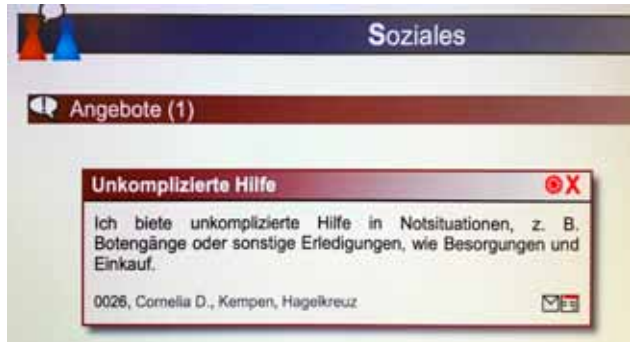 Soziales
Angebote (1)
Unkomplizierte Hilfe
Ich biete unkomplizierte Hilfe in Notsituationen, z. B.
Botengänge oder sonstige Erledigungen, wie Besorgungen und
Einkauf.
0026, Cornelia D., Kempen, Hagelkreuz